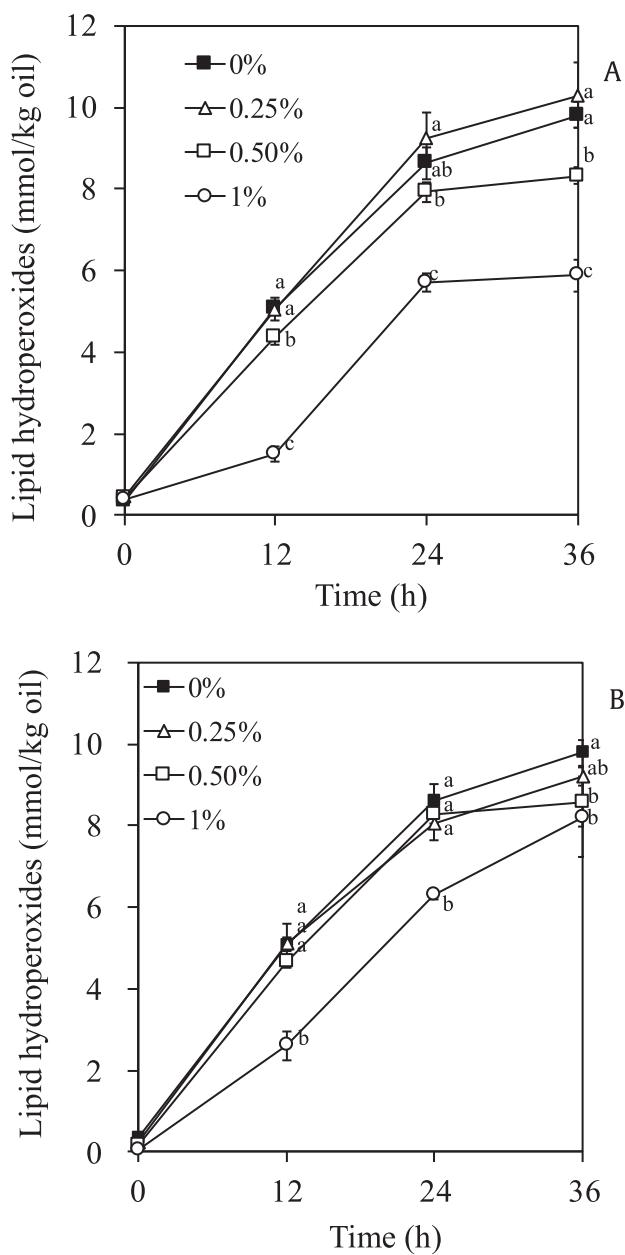 12
10
8
6
4
2
0
Lipid hydroperoxides (mmol/kg oil)
0%
0.25%
0.50%
1%
A
a
a
b
c
a
ab
b
c
a
a
b
c
0 12 24 36
Time (h)
12
10
8
6
4
2
0
Lipid hydroperoxides (mmol/kg oil)
0%
0.25%
0.50%
1%
B
a
a
a
b
a
a
a
b
a
ab
b
b
0 12 24 36
Time (h)